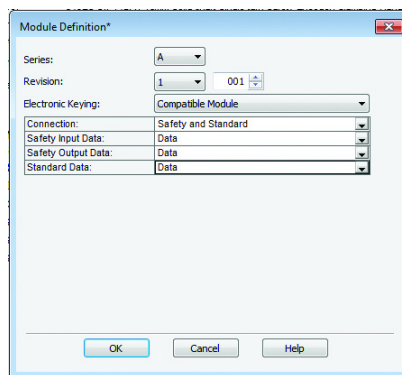 Module Definition*
Series: A
Revision: 1 001
Electronic Keying: Compatible Module
Connection: Safety and Standard
Safety Input Data: Data
Safety Output Data: Data
Standard Data: Data
OK Cancel Help